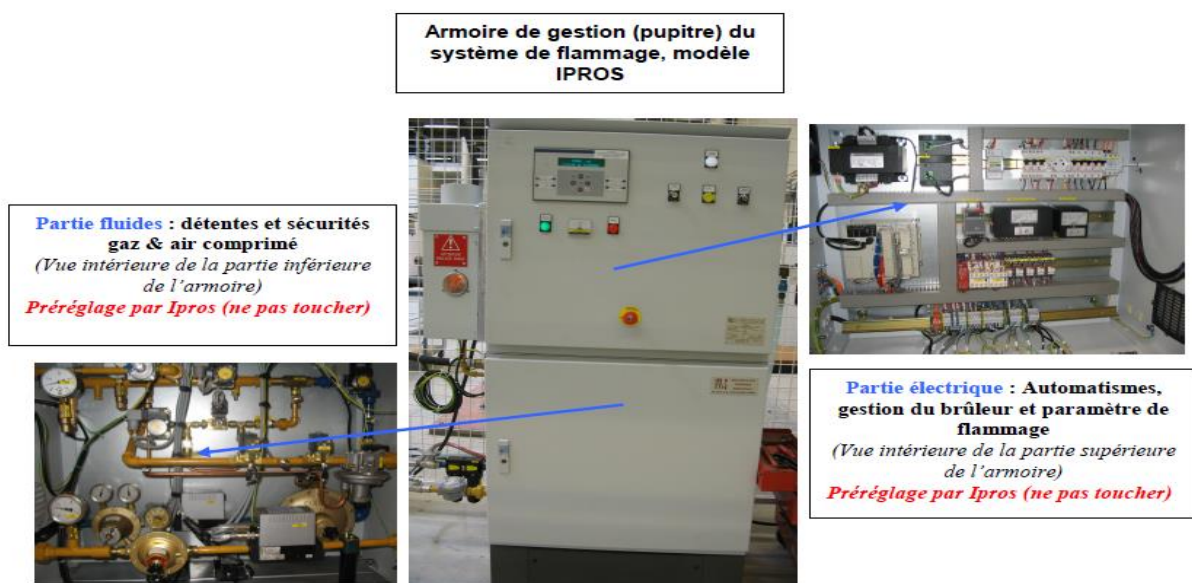 Armoire de gestion (pupitre) du
système de flammage, modèle
IPROS
Partie fluides : détentes et sécurités
gaz & air comprimé
(Vue intérieure de la partie inférieure
de l'armoire)
Préréglage par Ipros (ne pas toucher)
Partie électrique : Automatismes,
gestion du brûleur et paramètre de
flammage
(Vue intérieure de la partie supérieure
de l'armoire)
Préréglage par Ipros (ne pas toucher)